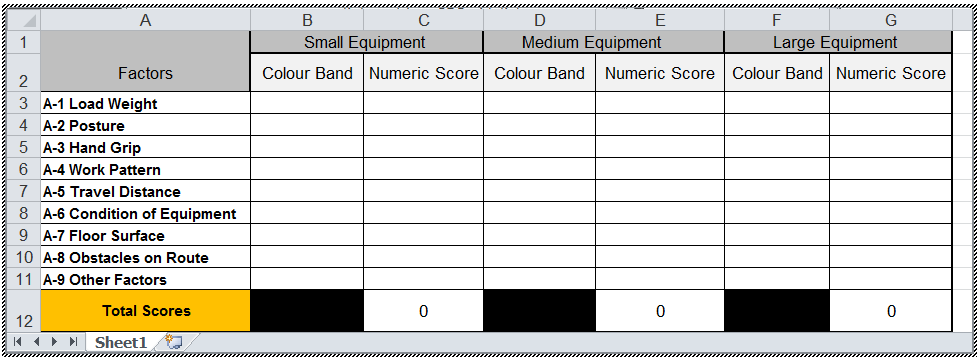 A B C D E F G
1 Small Equipment Medium Equipment Large Equipment
2 Factors Colour Band Numeric Score Colour Band Numeric Score Colour Band Numeric Score
3 A-1 Load Weight
4 A-2 Posture
5 A-3 Hand Grip
6 A-4 Work Pattern
7 A-5 Travel Distance
8 A-6 Condition of Equipment
9 A-7 Floor Surface
10 A-8 Obstacles on Route
11 A-9 Other Factors
12 Total Scores 0 0 0
Sheet1